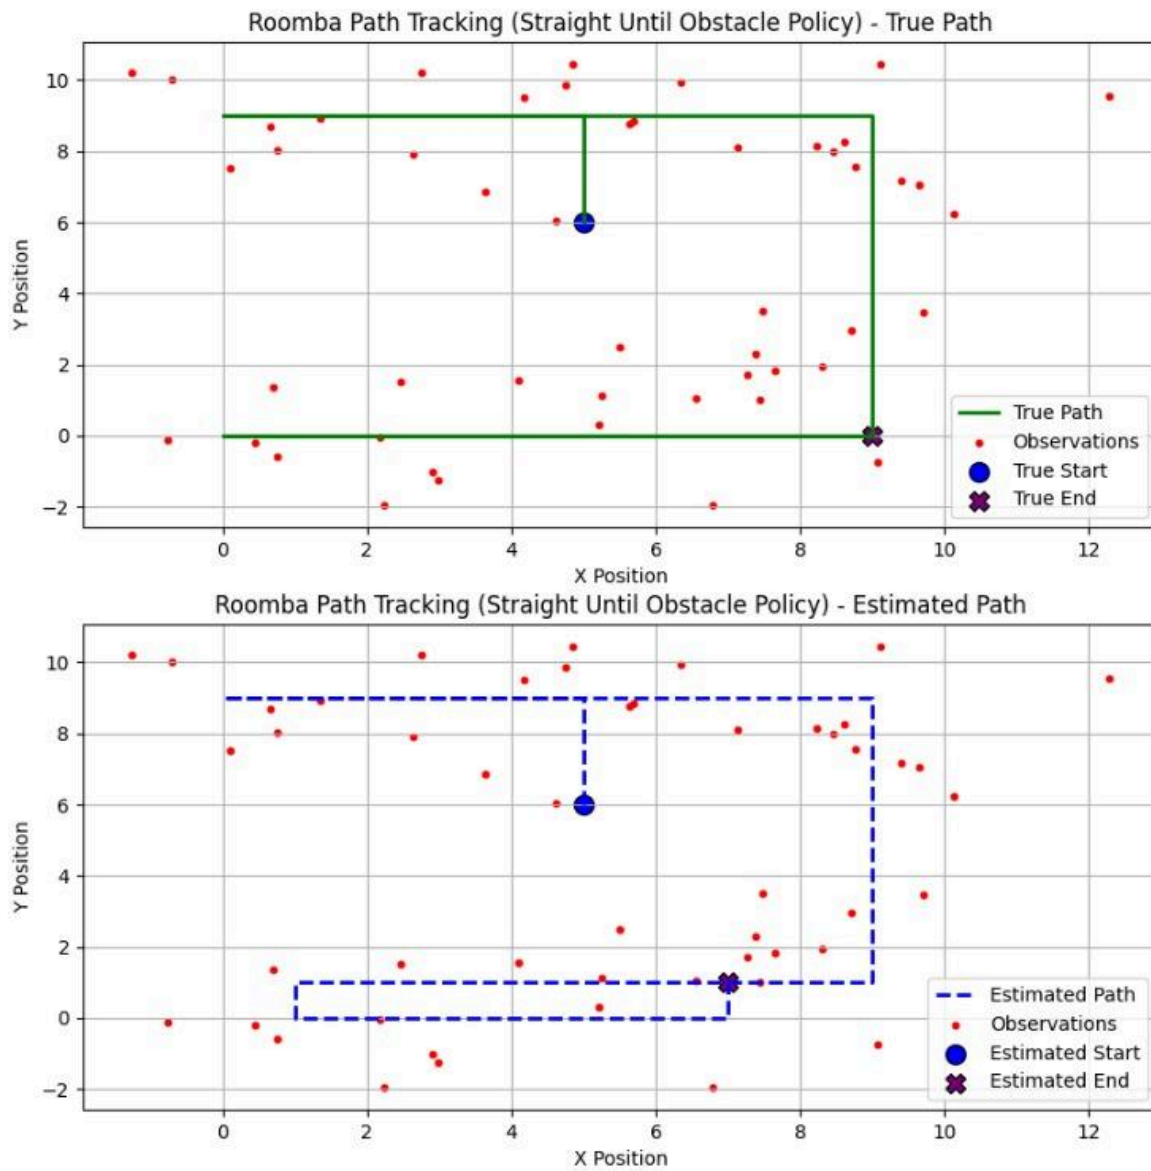 Roomba Path Tracking (Straight Until Obstacle Policy) - True Path
10
8
6
4
2
0
−2
Y Position
True Path
Observations
True Start
True End
0 2 4 6 8 10 12
X Position
Roomba Path Tracking (Straight Until Obstacle Policy) - Estimated Path
10
8
6
4
2
0
−2
Y Position
Estimated Path
Observations
Estimated Start
Estimated End
0 2 4 6 8 10 12
X Position